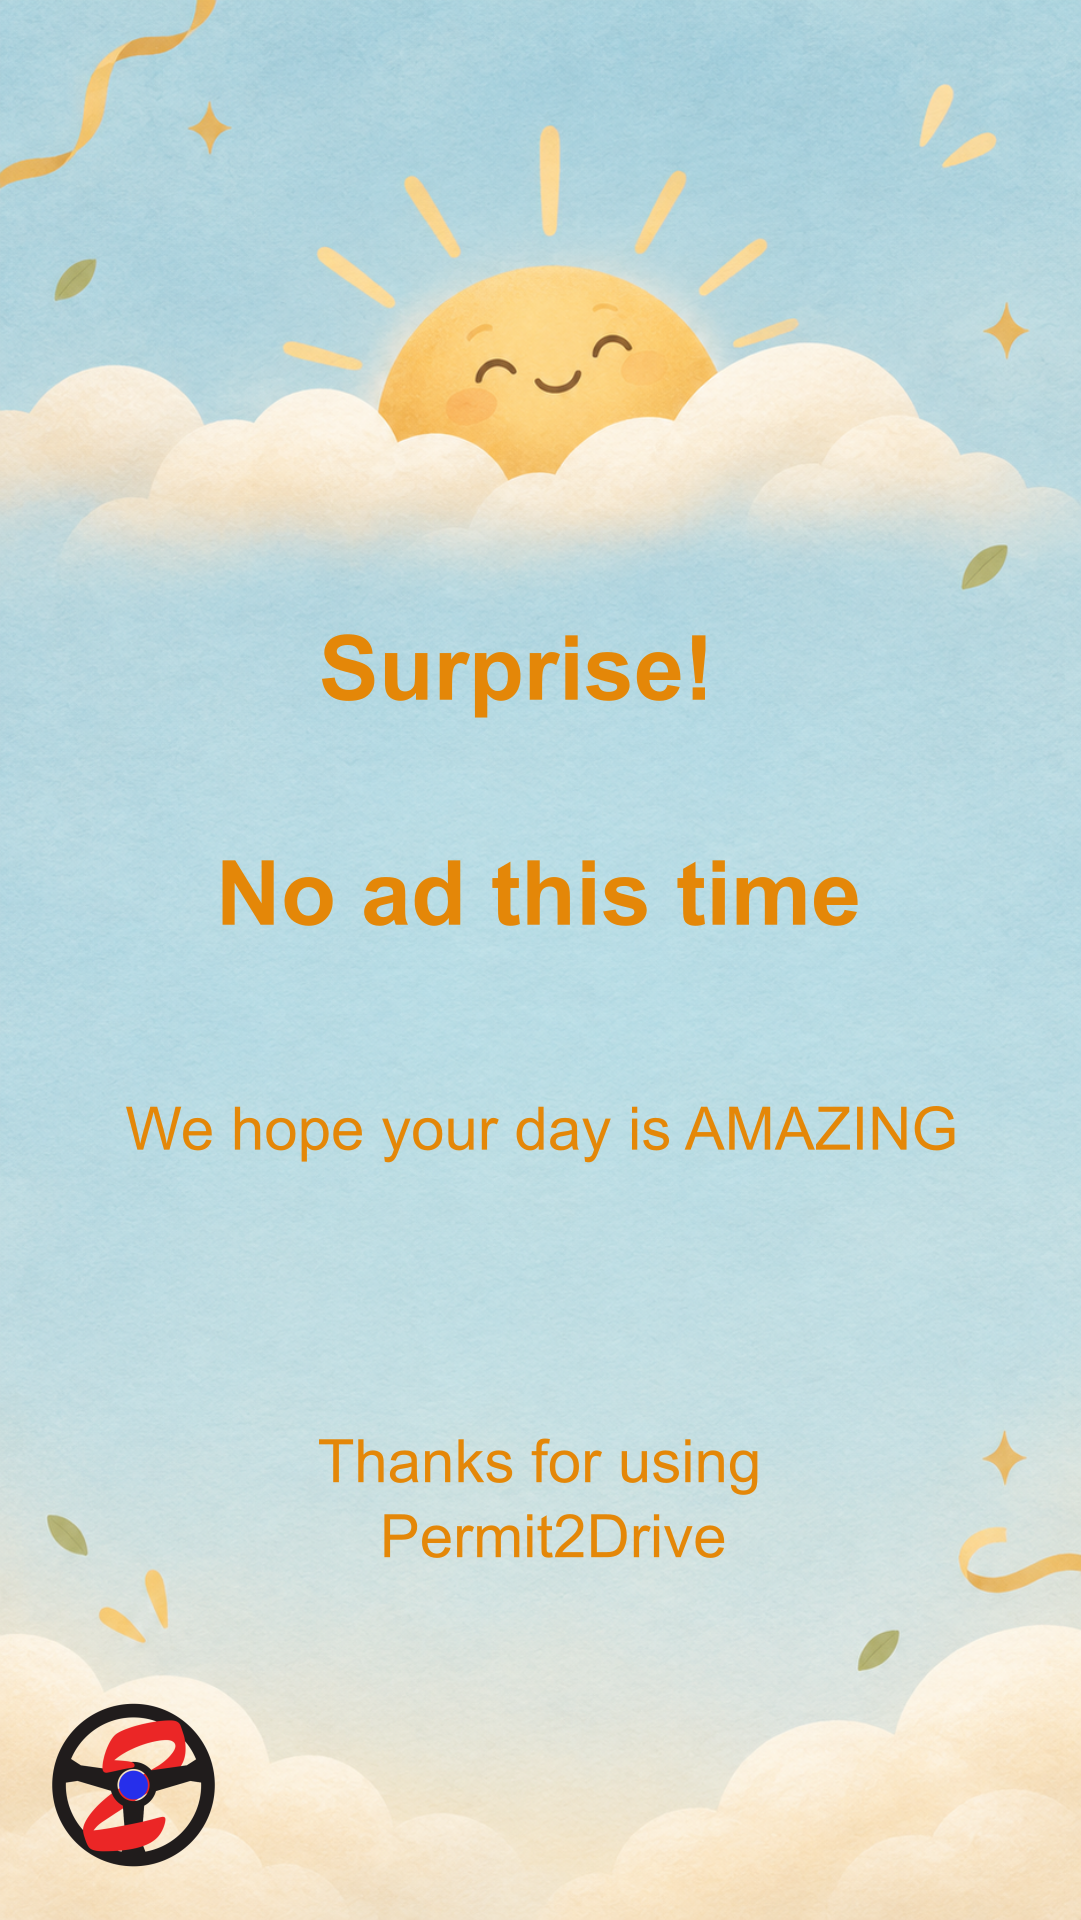 Surprise!
No ad this time
We hope your day is AMAZING
Thanks for using
Permit2Drive